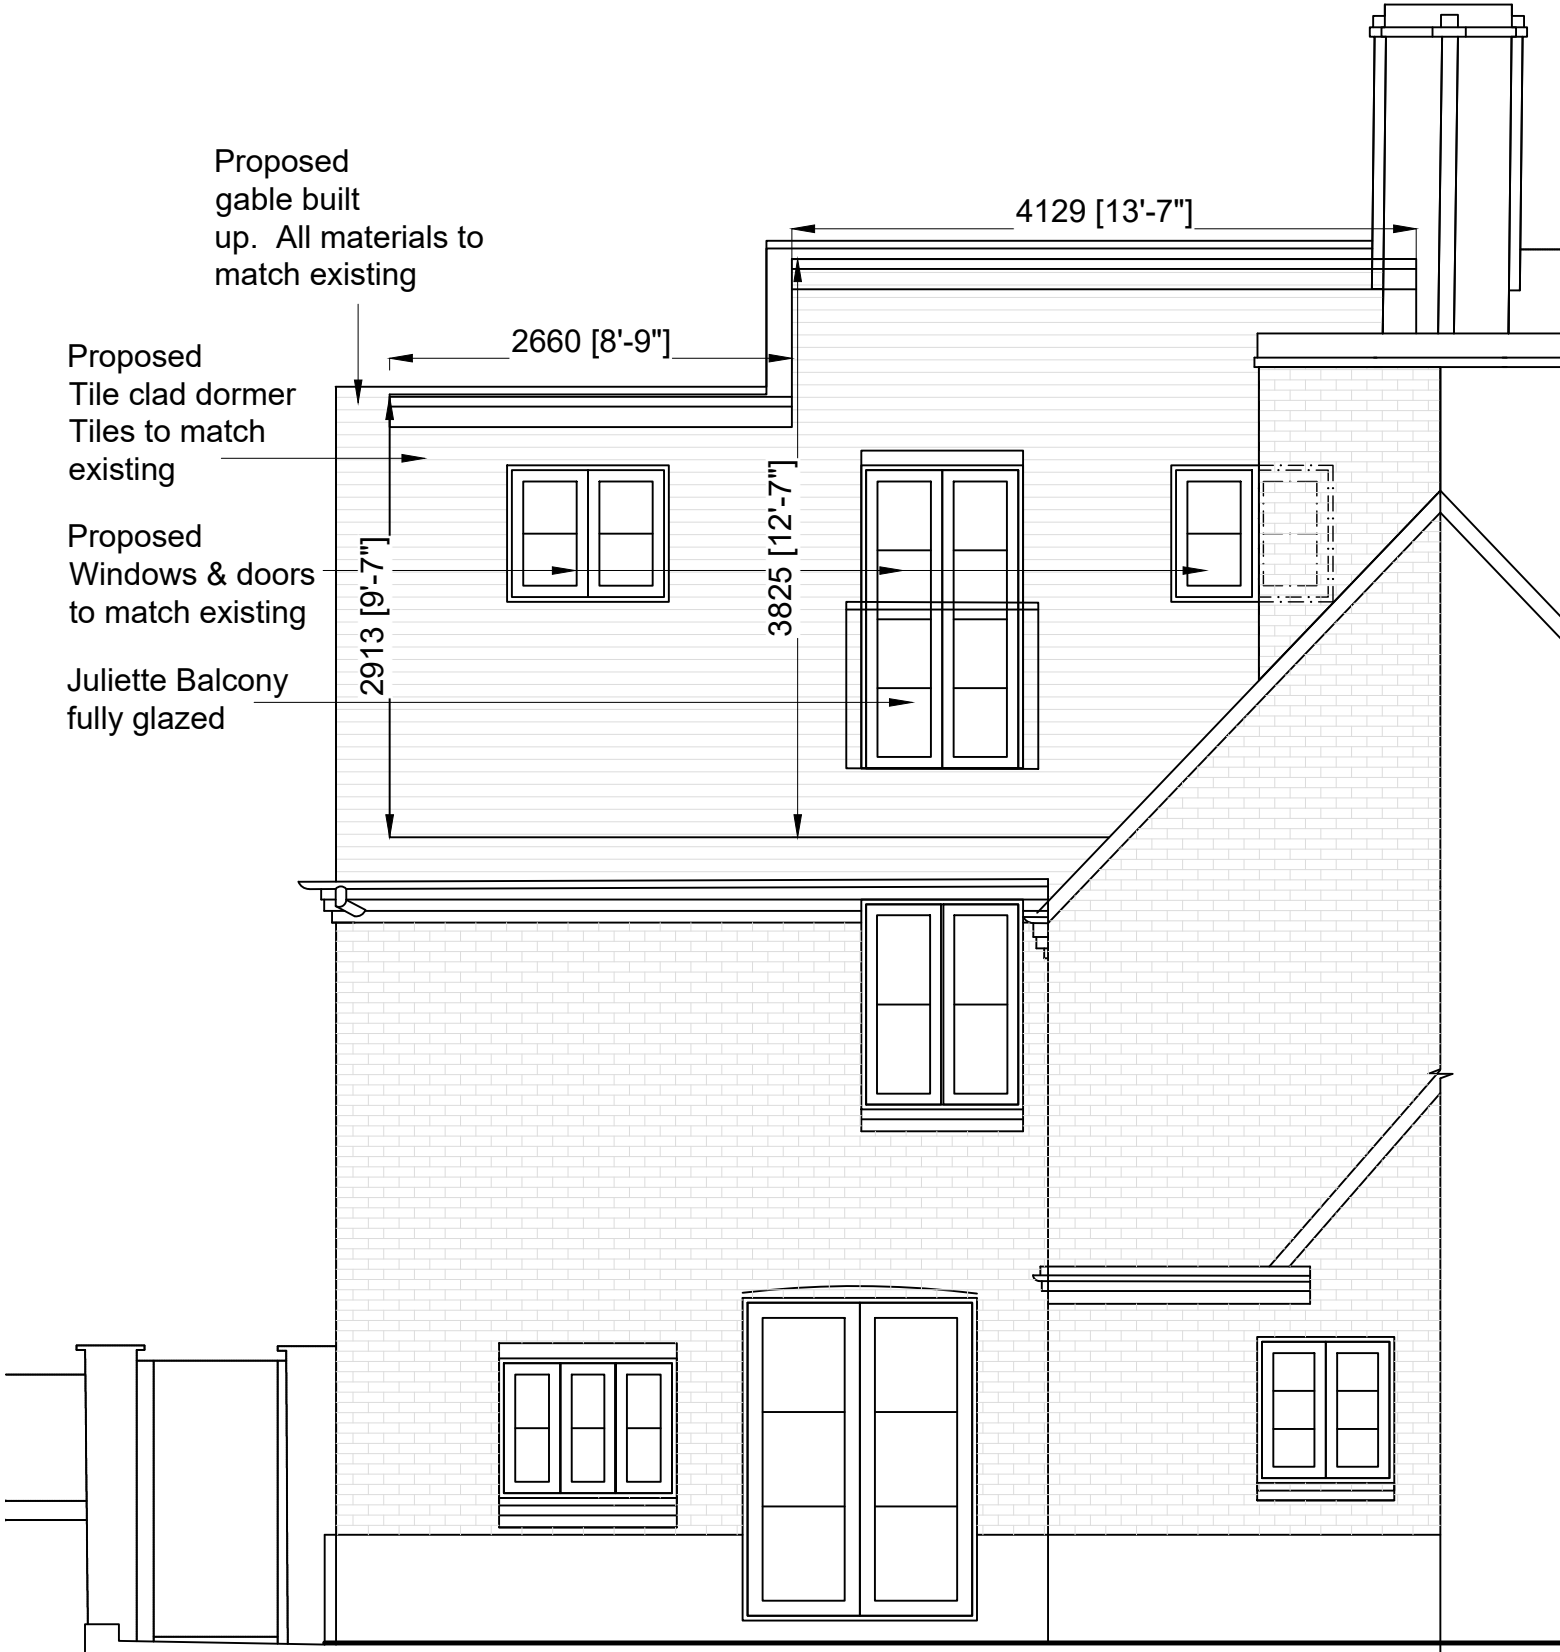 Proposed
gable built
up.  All materials to
match existing
4129 [13'-7"]
2660 [8'-9"]
Proposed
Tile clad dormer
Tiles to match
existing
Proposed
Windows & doors
to match existing
2913 [9'-7"]
3825 [12'-7"]
Juliette Balcony
fully glazed